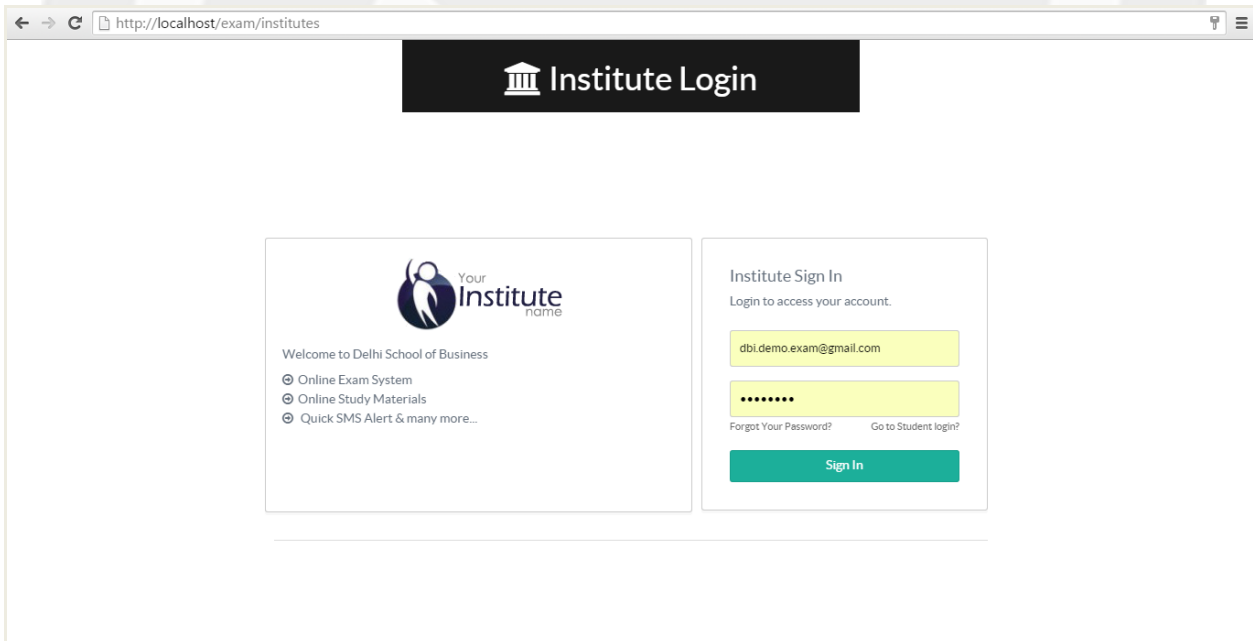 http://localhost/exam/institutes
Institute Login
Your
Institute
name
Welcome to Delhi School of Business
Online Exam System
Online Study Materials
Quick SMS Alert & many more...
Institute Sign In
Login to access your account.
dbi.demo.exam@gmail.com
••••••••
Forgot Your Password? Go to Student login?
Sign In